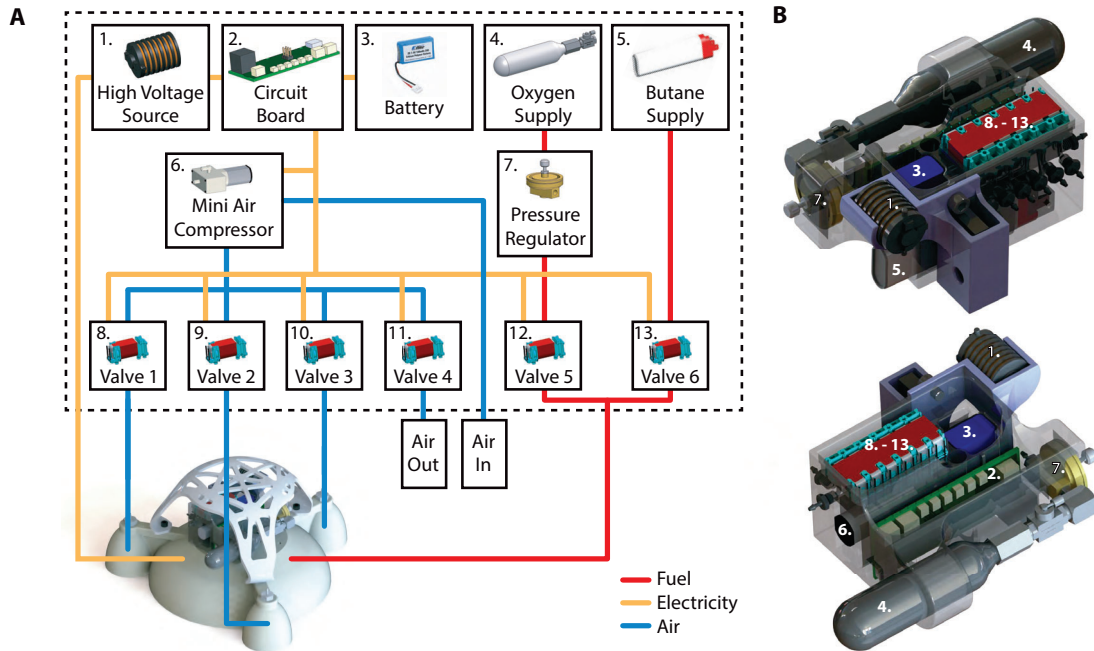 A
B
1.
High Voltage
Source
2.
Circuit
Board
3.
Battery
4.
Oxygen
Supply
5.
Butane
Supply
6.
Mini Air
Compressor
7.
Pressure
Regulator
8.
Valve 1
9.
Valve 2
10.
Valve 3
11.
Valve 4
12.
Valve 5
13.
Valve 6
Air
Out
Air
In
Fuel
Electricity
Air
4.
8. - 13.
3.
7.
1.
5.
1.
8. - 13.
3.
2.
7.
6.
4.